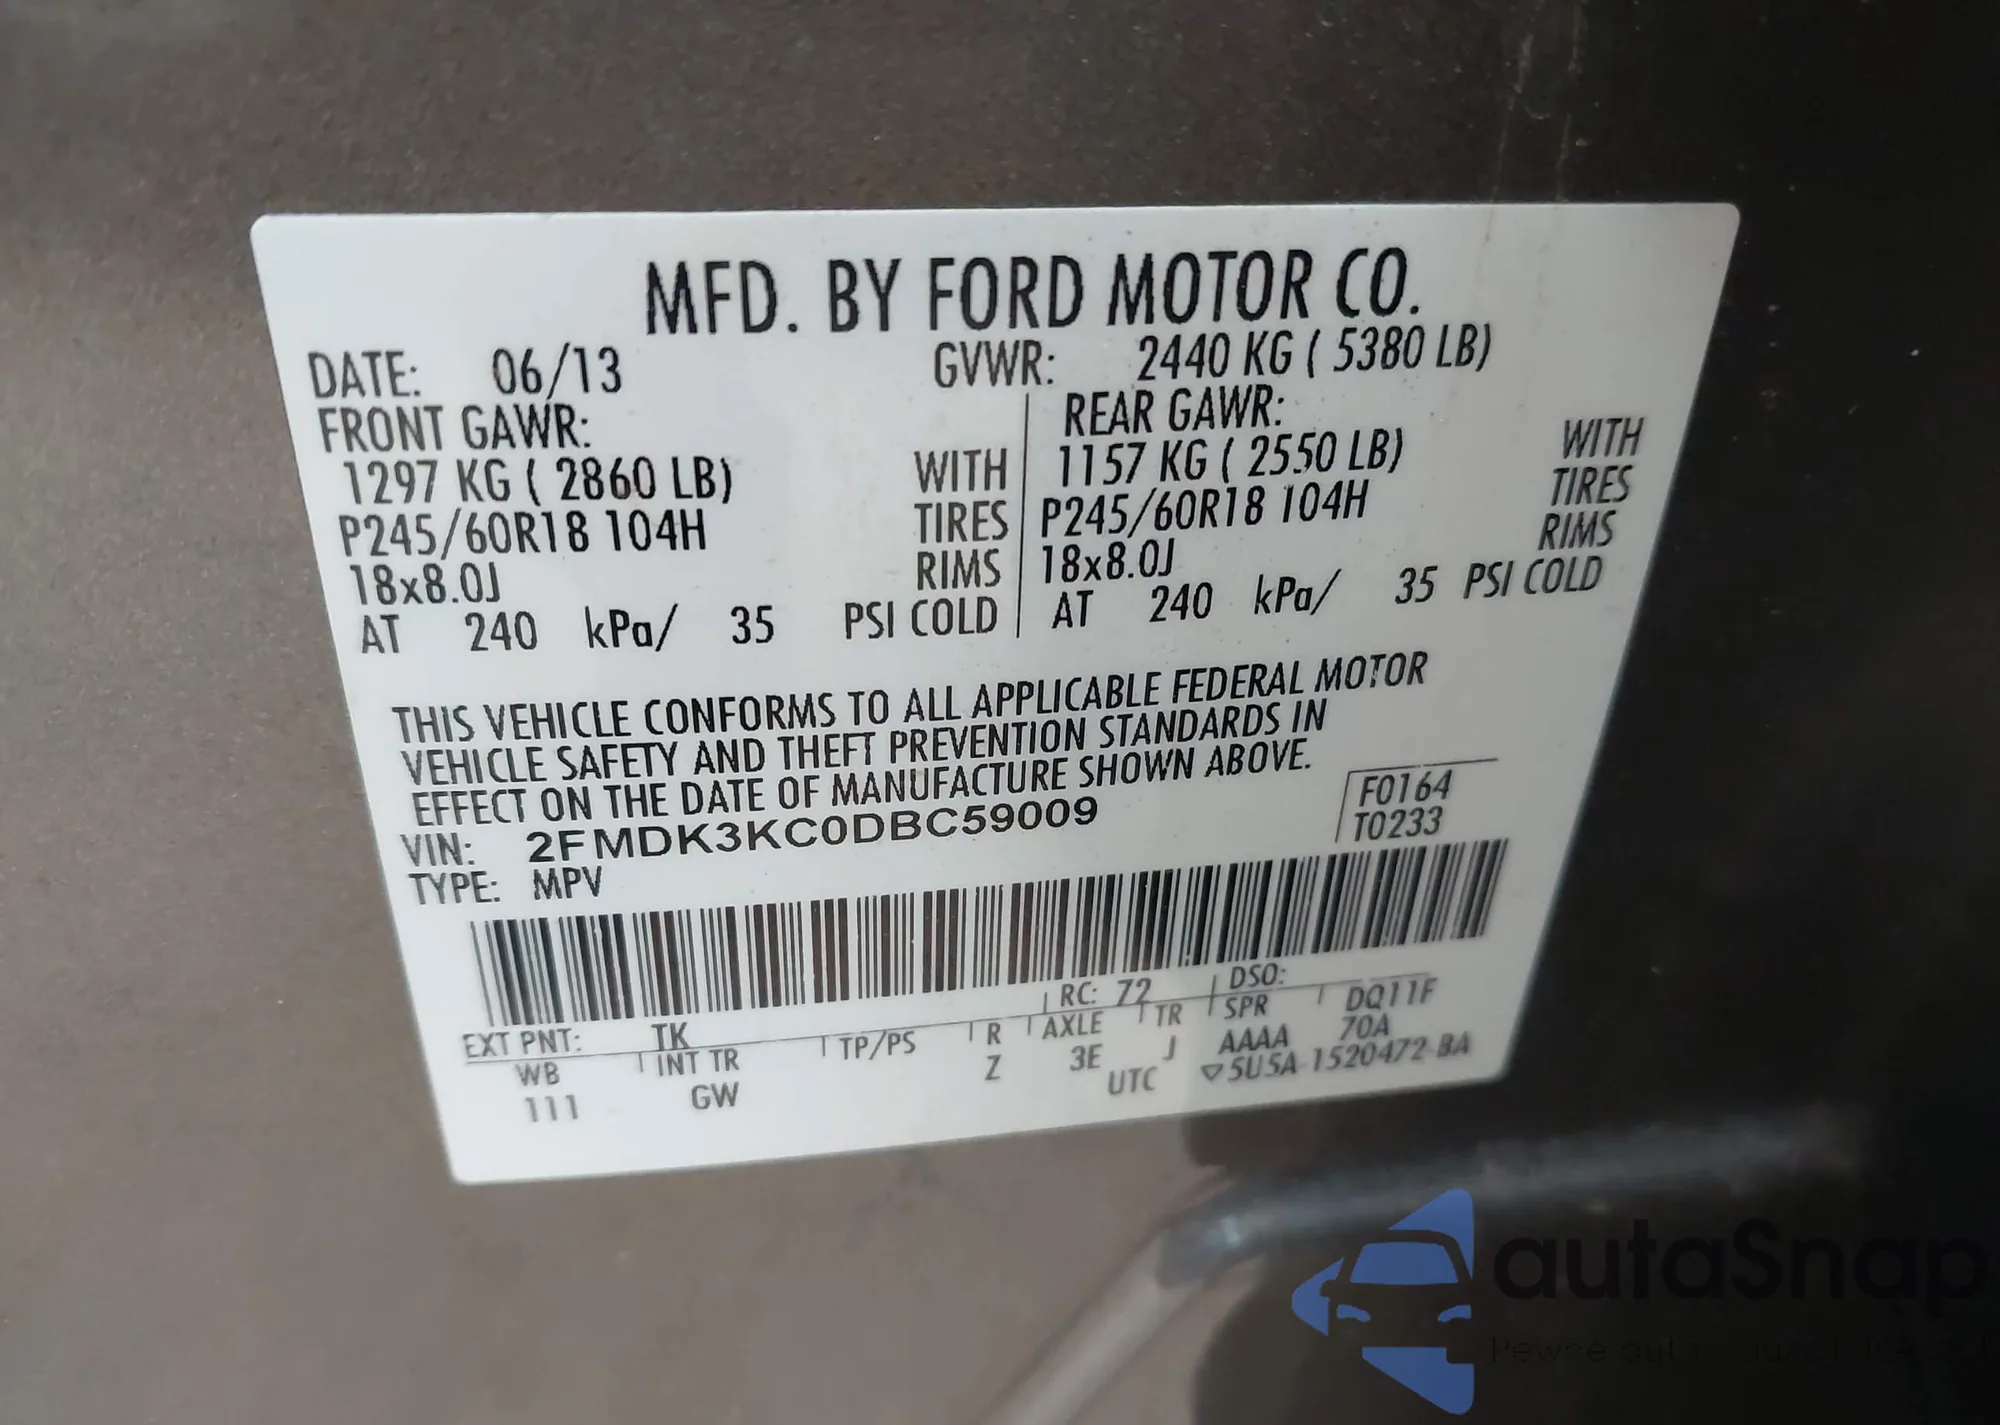 MFD. BY FORD MOTOR CO.
DATE: 06/13 GVWR: 2440 KG ( 5380 LB)
FRONT GAWR: REAR GAWR:
1297 KG ( 2860 LB) WITH 1157 KG ( 2550 LB) WITH
P245/60R18 104H TIRES P245/60R18 104H TIRES
18x8.0J RIMS 18x8.0J RIMS
AT 240 kPa/ 35 PSI COLD AT 240 kPa/ 35 PSI COLD
THIS VEHICLE CONFORMS TO ALL APPLICABLE FEDERAL MOTOR
VEHICLE SAFETY AND THEFT PREVENTION STANDARDS IN
EFFECT ON THE DATE OF MANUFACTURE SHOWN ABOVE.
F0164
VIN: 2FMDK3KC0DBC59009 T0233
TYPE: MPV
EXT PNT: TK RC: 72 DSO:
WB INT TR TP/PS R AXLE TR SPR DQ11F
111 GW Z 3E J AAAA 70A
UTC ▽5U5A-1520472-BA
autaSnap
Pewne auta